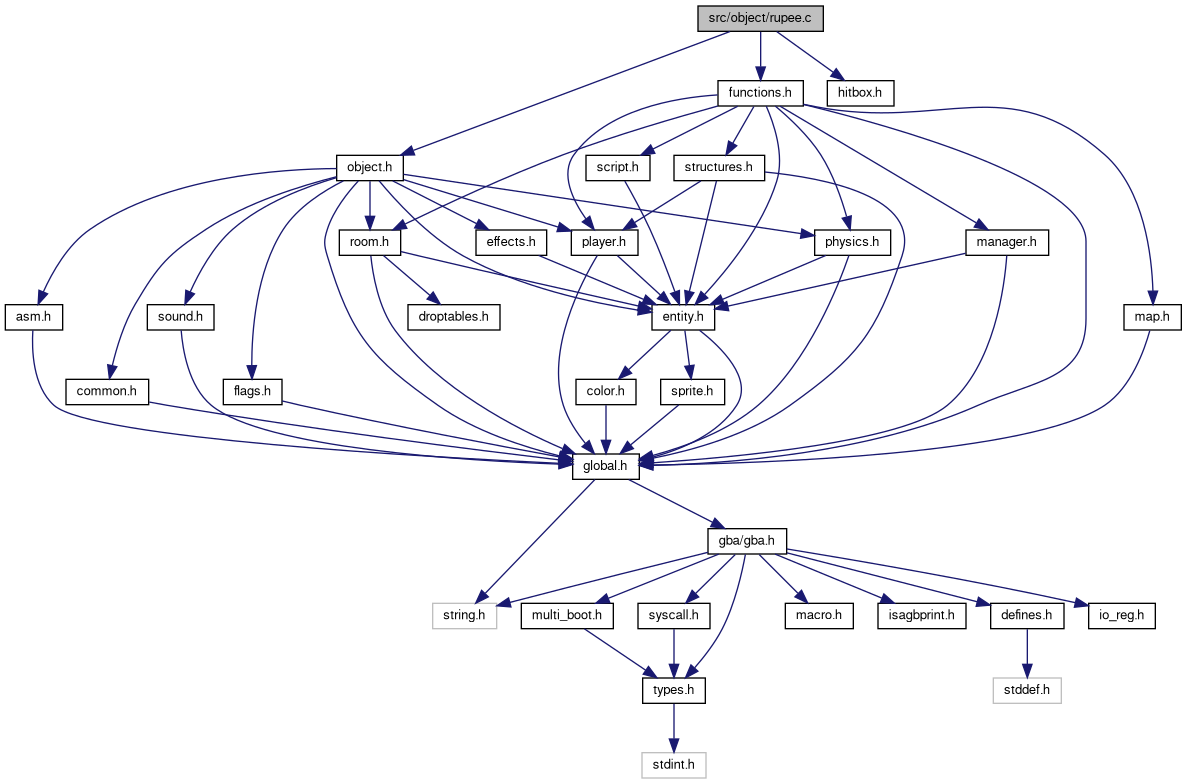 src/object/rupee.c
functions.h
hitbox.h
object.h
script.h
structures.h
room.h
effects.h
player.h
physics.h
manager.h
asm.h
sound.h
droptables.h
entity.h
map.h
common.h
flags.h
color.h
sprite.h
global.h
gba/gba.h
string.h
multi_boot.h
syscall.h
macro.h
isagbprint.h
defines.h
io_reg.h
types.h
stddef.h
stdint.h